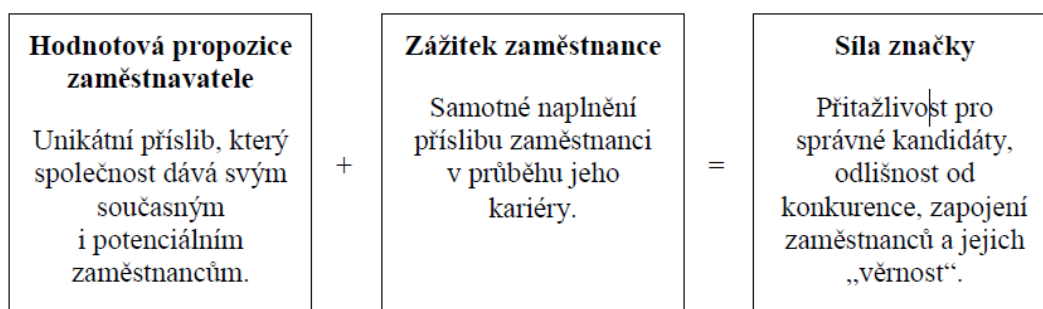 Hodnotová propozice
zaměstnavatele
Unikátní příslib, který
společnost dává svým
současným
i potenciálním
zaměstnancům.
+
Zážitek zaměstnance
Samotné naplnění
příslibu zaměstnanci
v průběhu jeho
kariéry.
=
Síla značky
Přitažlivost pro
správné kandidáty,
odlišnost od
konkurence, zapojení
zaměstnanců a jejich
„věrnost“.